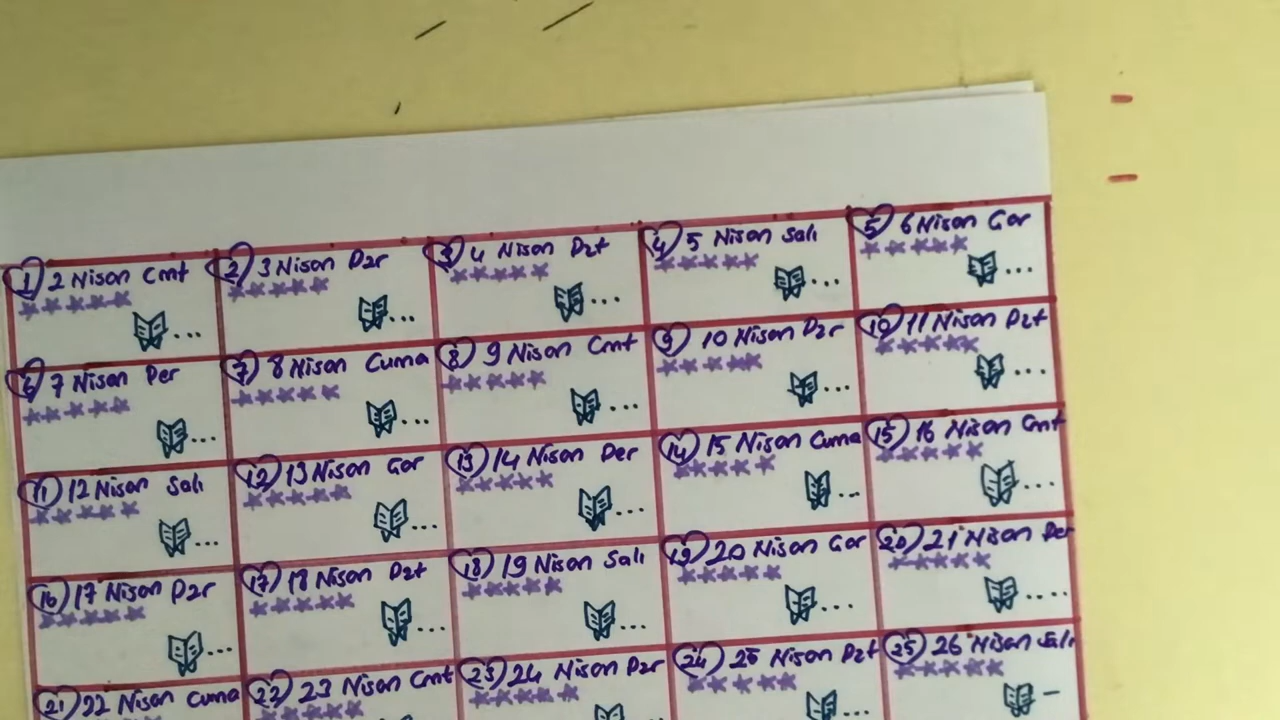 1 2 Nisan Cmt
2 3 Nisan Pzr
3 4 Nisan Pzt
4 5 Nisan Salı
5 6 Nisan Çar
6 7 Nisan Per
7 8 Nisan Cuma
8 9 Nisan Cmt
9 10 Nisan Pzr
10 11 Nisan Pzt
11 12 Nisan Salı
12 13 Nisan Çar
13 14 Nisan Per
14 15 Nisan Cuma
15 16 Nisan Cmt
16 17 Nisan Pzr
17 18 Nisan Pzt
18 19 Nisan Salı
19 20 Nisan Çar
20 21 Nisan Per
21 22 Nisan Cuma
22 23 Nisan Cmt
23 24 Nisan Pzr
24 25 Nisan Pzt
25 26 Nisan Salı